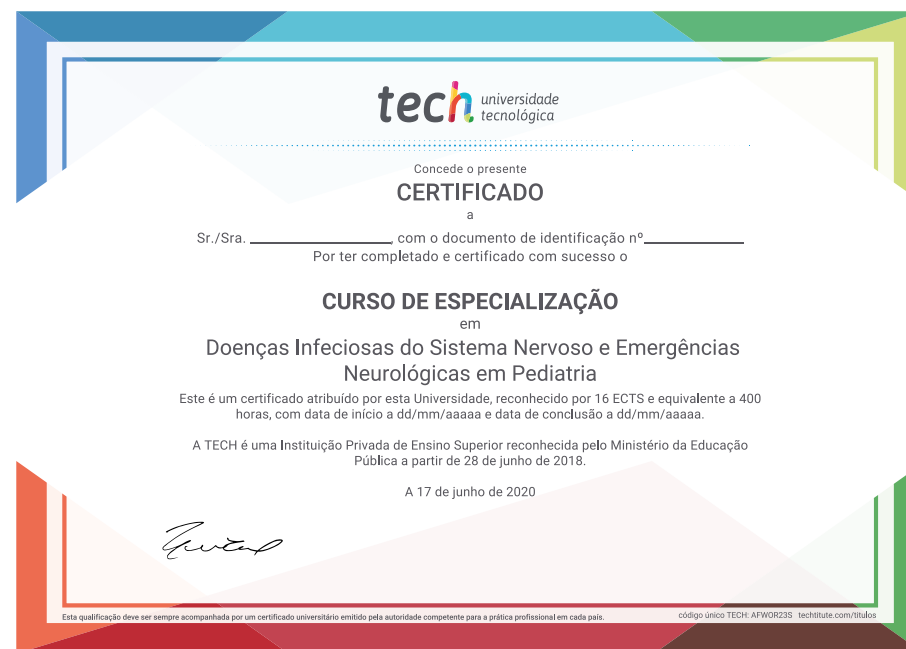 tech universidade
tecnológica
Concede o presente
CERTIFICADO
a
Sr./Sra. , com o documento de identificação nº
Por ter completado e certificado com sucesso o
CURSO DE ESPECIALIZAÇÃO
em
Doenças Infeciosas do Sistema Nervoso e Emergências
Neurológicas em Pediatria
Este é um certificado atribuído por esta Universidade, reconhecido por 16 ECTS e equivalente a 400
horas, com data de início a dd/mm/aaaaa e data de conclusão a dd/mm/aaaaa.
A TECH é uma Instituição Privada de Ensino Superior reconhecida pelo Ministério da Educação
Pública a partir de 28 de junho de 2018.
A 17 de junho de 2020
Esta qualificação deve ser sempre acompanhada por um certificado universitário emitido pela autoridade competente para a prática profissional em cada país.
código único TECH: AFWOR23S techtitute.com/titulos